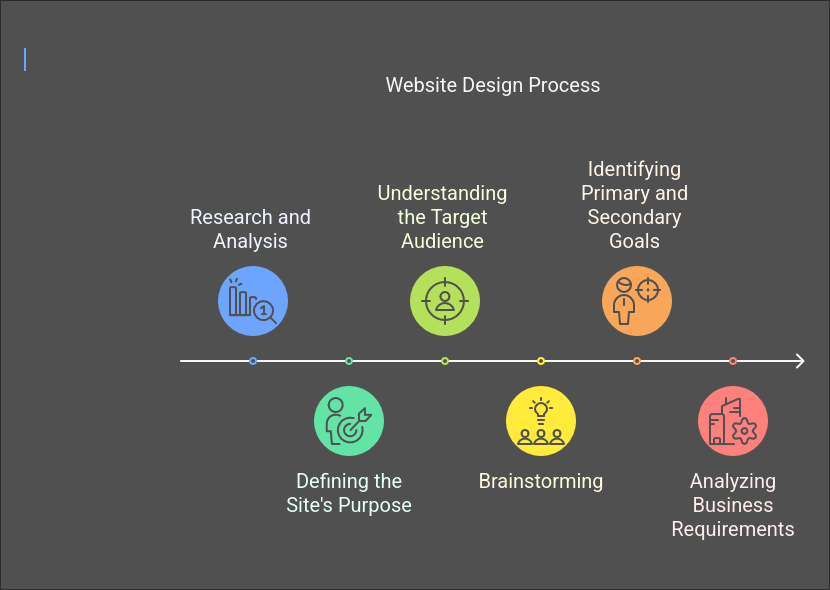 Website Design Process
Research and
Analysis
1
Defining the
Site's Purpose
Understanding
the Target
Audience
Brainstorming
Identifying
Primary and
Secondary
Goals
Analyzing
Business
Requirements